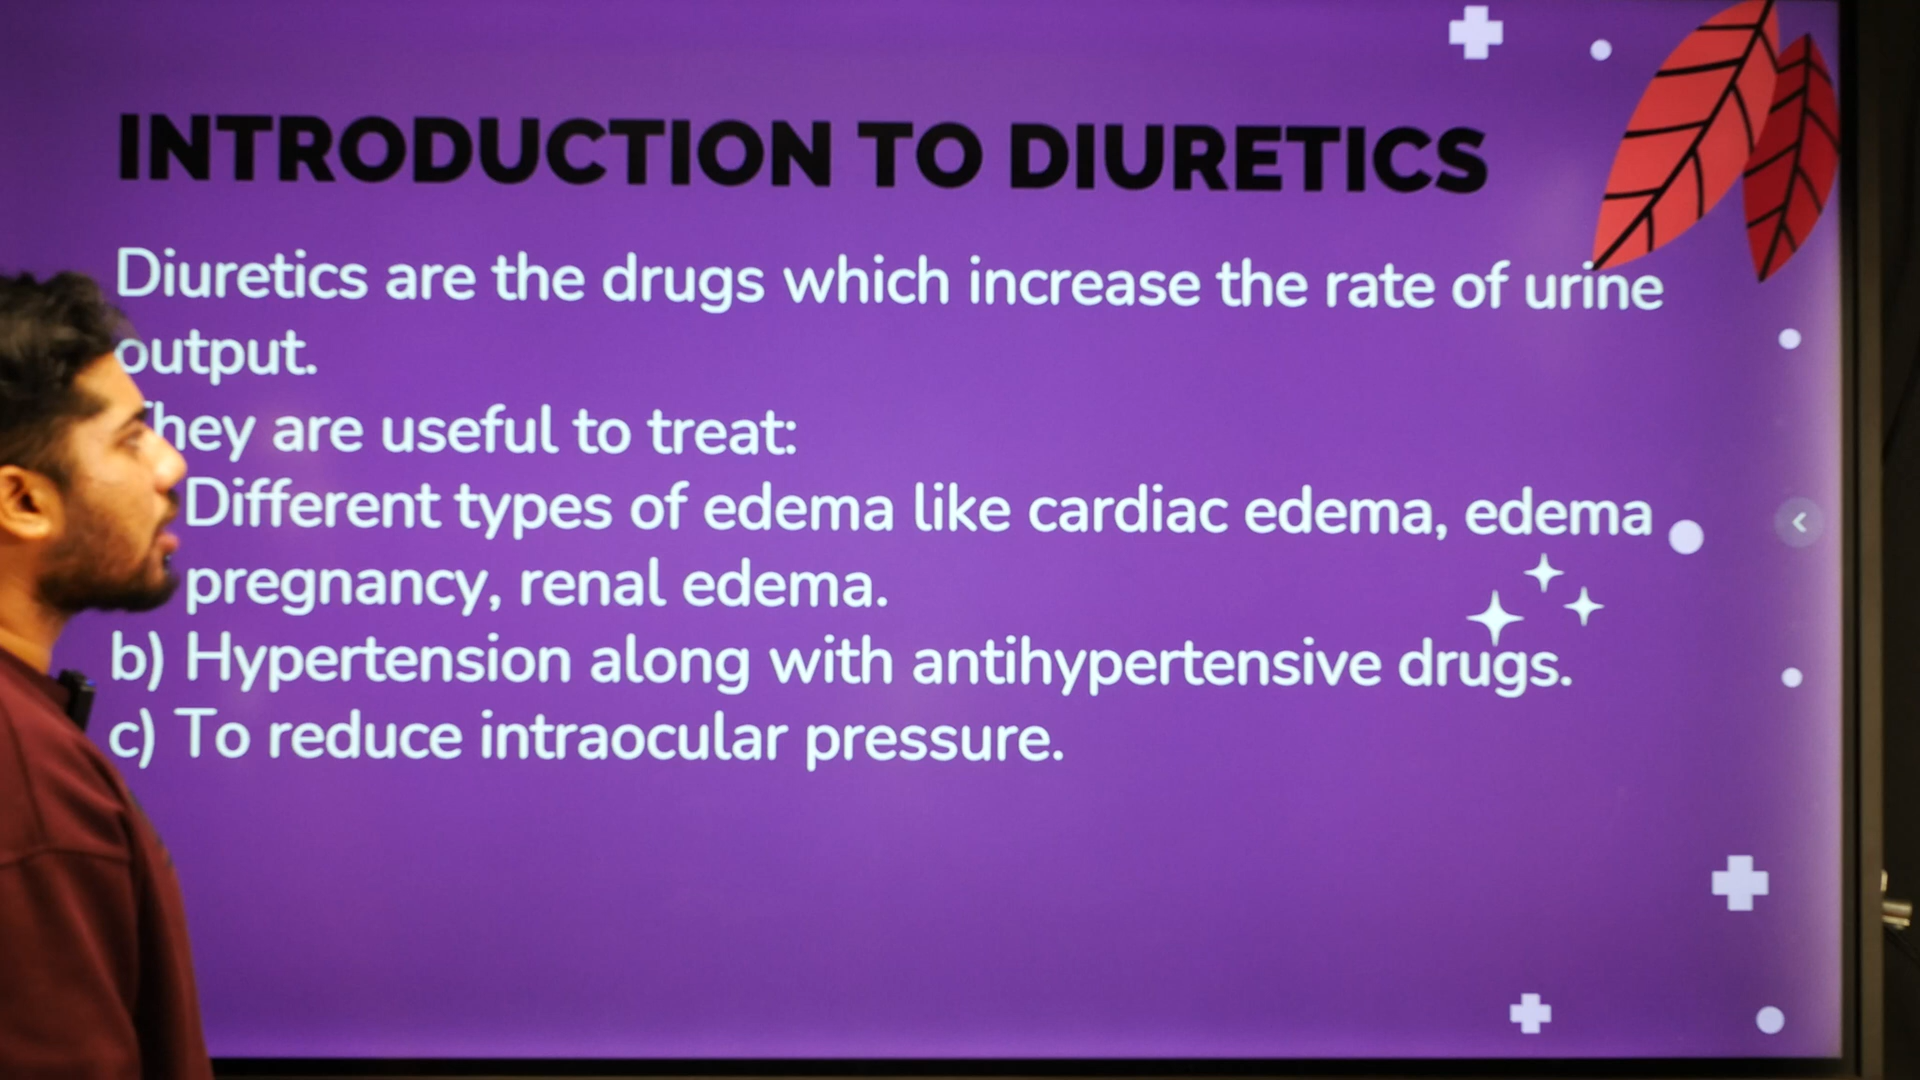 INTRODUCTION TO DIURETICS
Diuretics are the drugs which increase the rate of urine
output.
They are useful to treat:
Different types of edema like cardiac edema, edema
pregnancy, renal edema.
b) Hypertension along with antihypertensive drugs.
c) To reduce intraocular pressure.